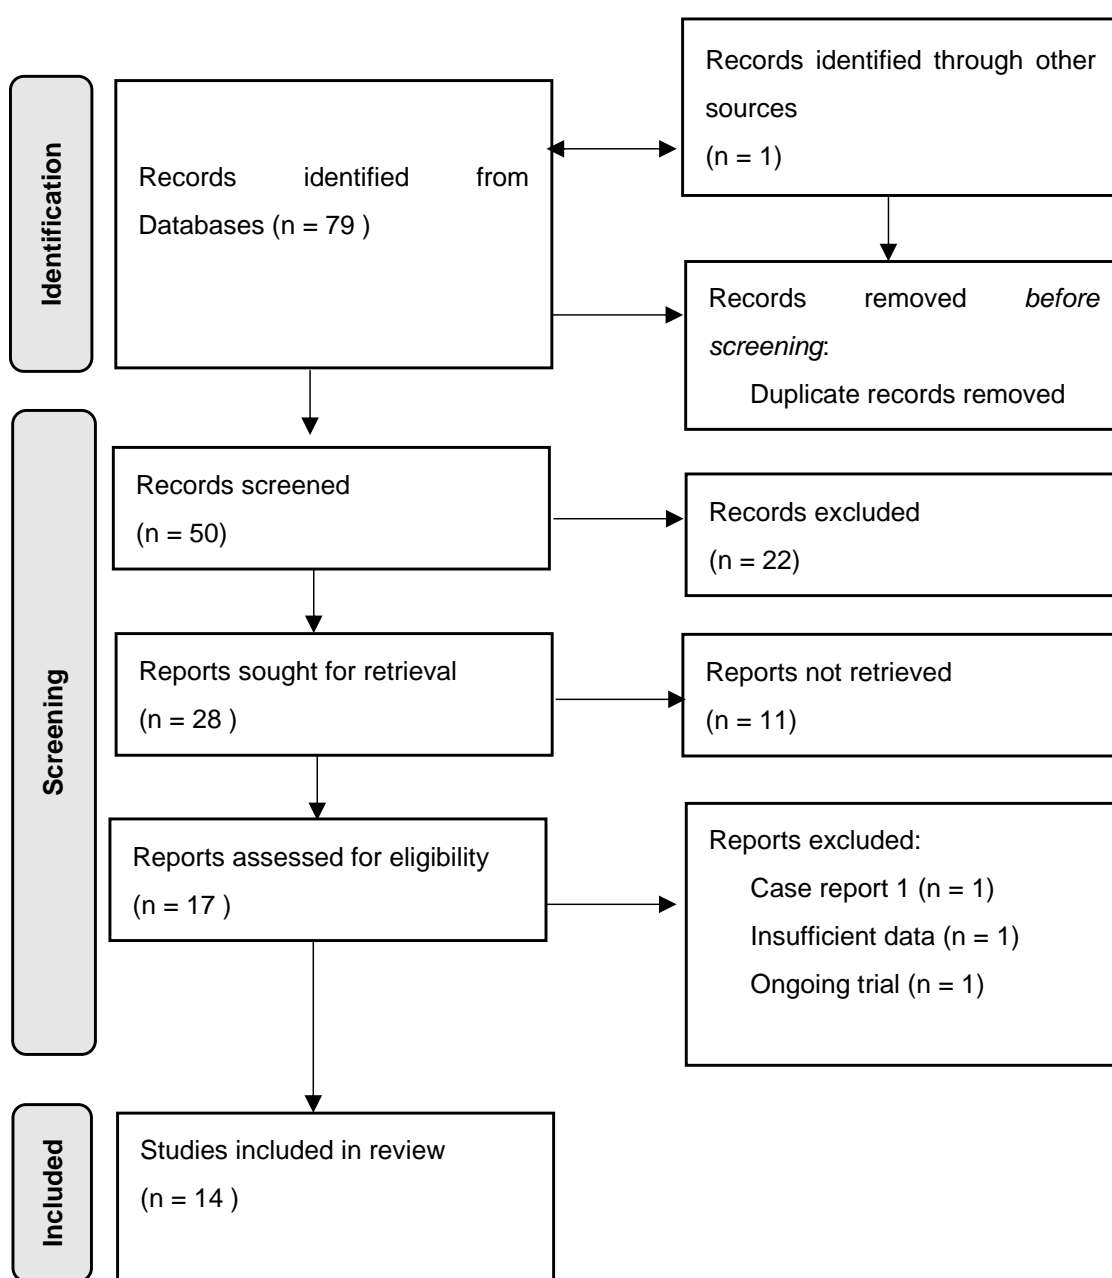 Identification
Records identified from
Databases (n = 79 )
Records identified through other
sources
(n = 1)
Records removed before
screening:
Duplicate records removed
Screening
Records screened
(n = 50)
Records excluded
(n = 22)
Reports sought for retrieval
(n = 28 )
Reports not retrieved
(n = 11)
Reports assessed for eligibility
(n = 17 )
Reports excluded:
Case report 1 (n = 1)
Insufficient data (n = 1)
Ongoing trial (n = 1)
Included
Studies included in review
(n = 14 )